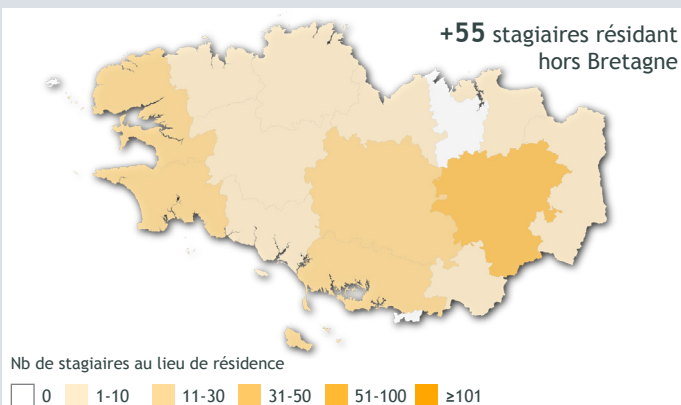 +55 stagiaires résidant
hors Bretagne
Nb de stagiaires au lieu de résidence
0 1-10 11-30 31-50 51-100 ≥101